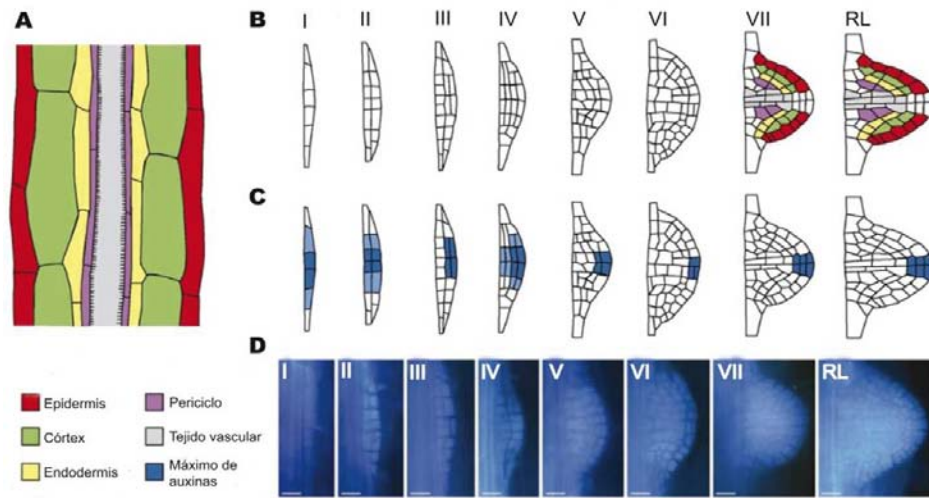 A
B
I
II
III
IV
V
VI
VII
RL
C
D
I
II
III
IV
V
VI
VII
RL
Epidermis
Periciclo
Córtex
Tejido vascular
Endodermis
Máximo de
auxinas